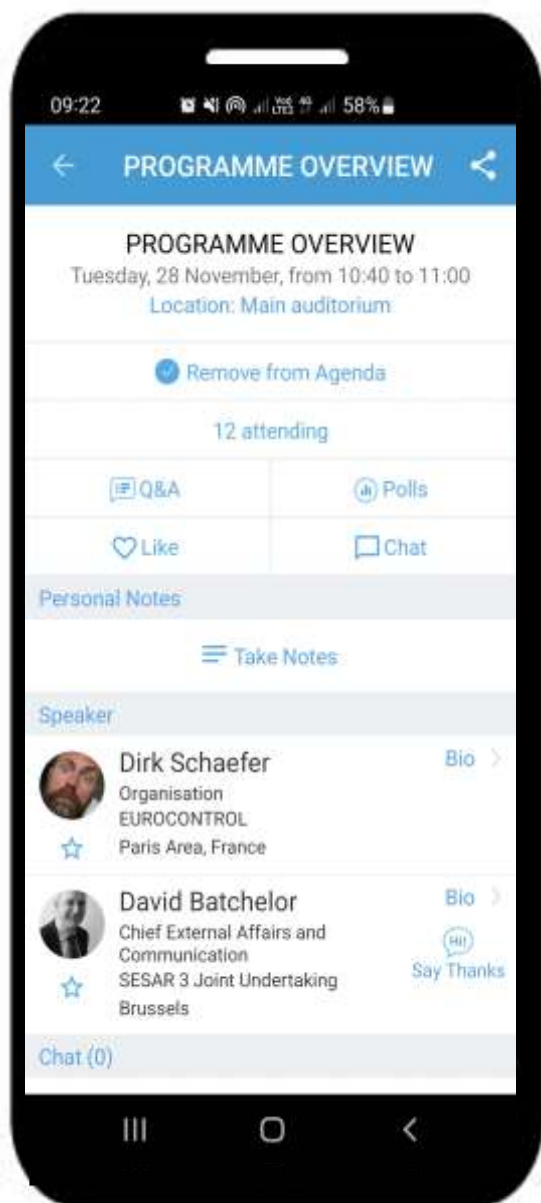 09:22
58%
PROGRAMME OVERVIEW
PROGRAMME OVERVIEW
Tuesday, 28 November, from 10:40 to 11:00
Location: Main auditorium
Remove from Agenda
12 attending
Q&A
Polls
Like
Chat
Personal Notes
Take Notes
Speaker
Dirk Schaefer
Bio
Organisation
EUROCONTROL
Paris Area, France
David Batchelor
Bio
Chief External Affairs and
Communication
Hi!
SESAR 3 Joint Undertaking
Say Thanks
Brussels
Chat (0)